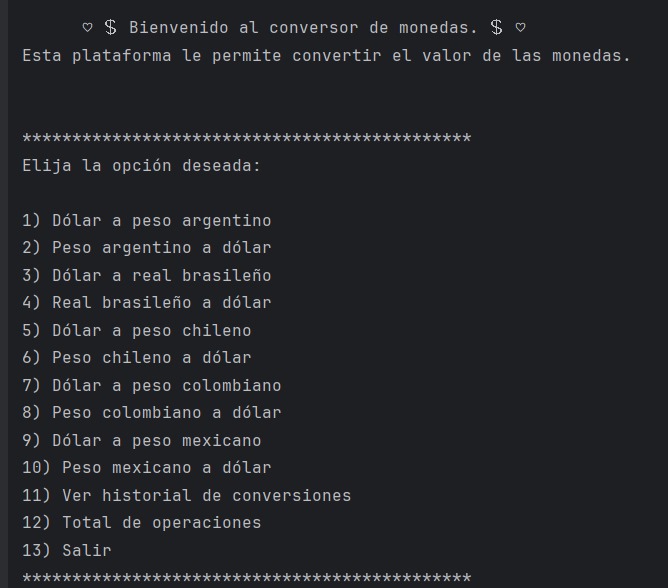 ♡ $ Bienvenido al conversor de monedas. $ ♡
Esta plataforma le permite convertir el valor de las monedas.
*********************************************
Elija la opción deseada:
1) Dólar a peso argentino
2) Peso argentino a dólar
3) Dólar a real brasileño
4) Real brasileño a dólar
5) Dólar a peso chileno
6) Peso chileno a dólar
7) Dólar a peso colombiano
8) Peso colombiano a dólar
9) Dólar a peso mexicano
10) Peso mexicano a dólar
11) Ver historial de conversiones
12) Total de operaciones
13) Salir
*********************************************